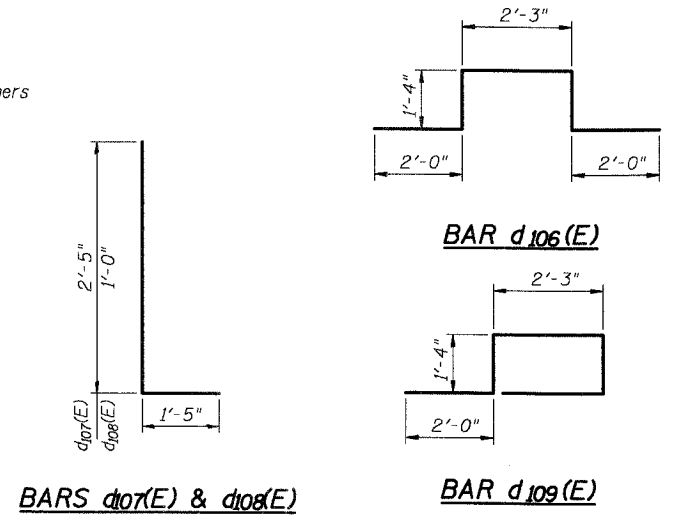 2'-3"
ners
1'-4"
2'-0"
2'-0"
BAR d106(E)
2'-5"
1'-0"
2'-3"
1'-4"
d107(E)
d108(E)
1'-5"
2'-0"
BARS d107(E) & d108(E)
BAR d109(E)